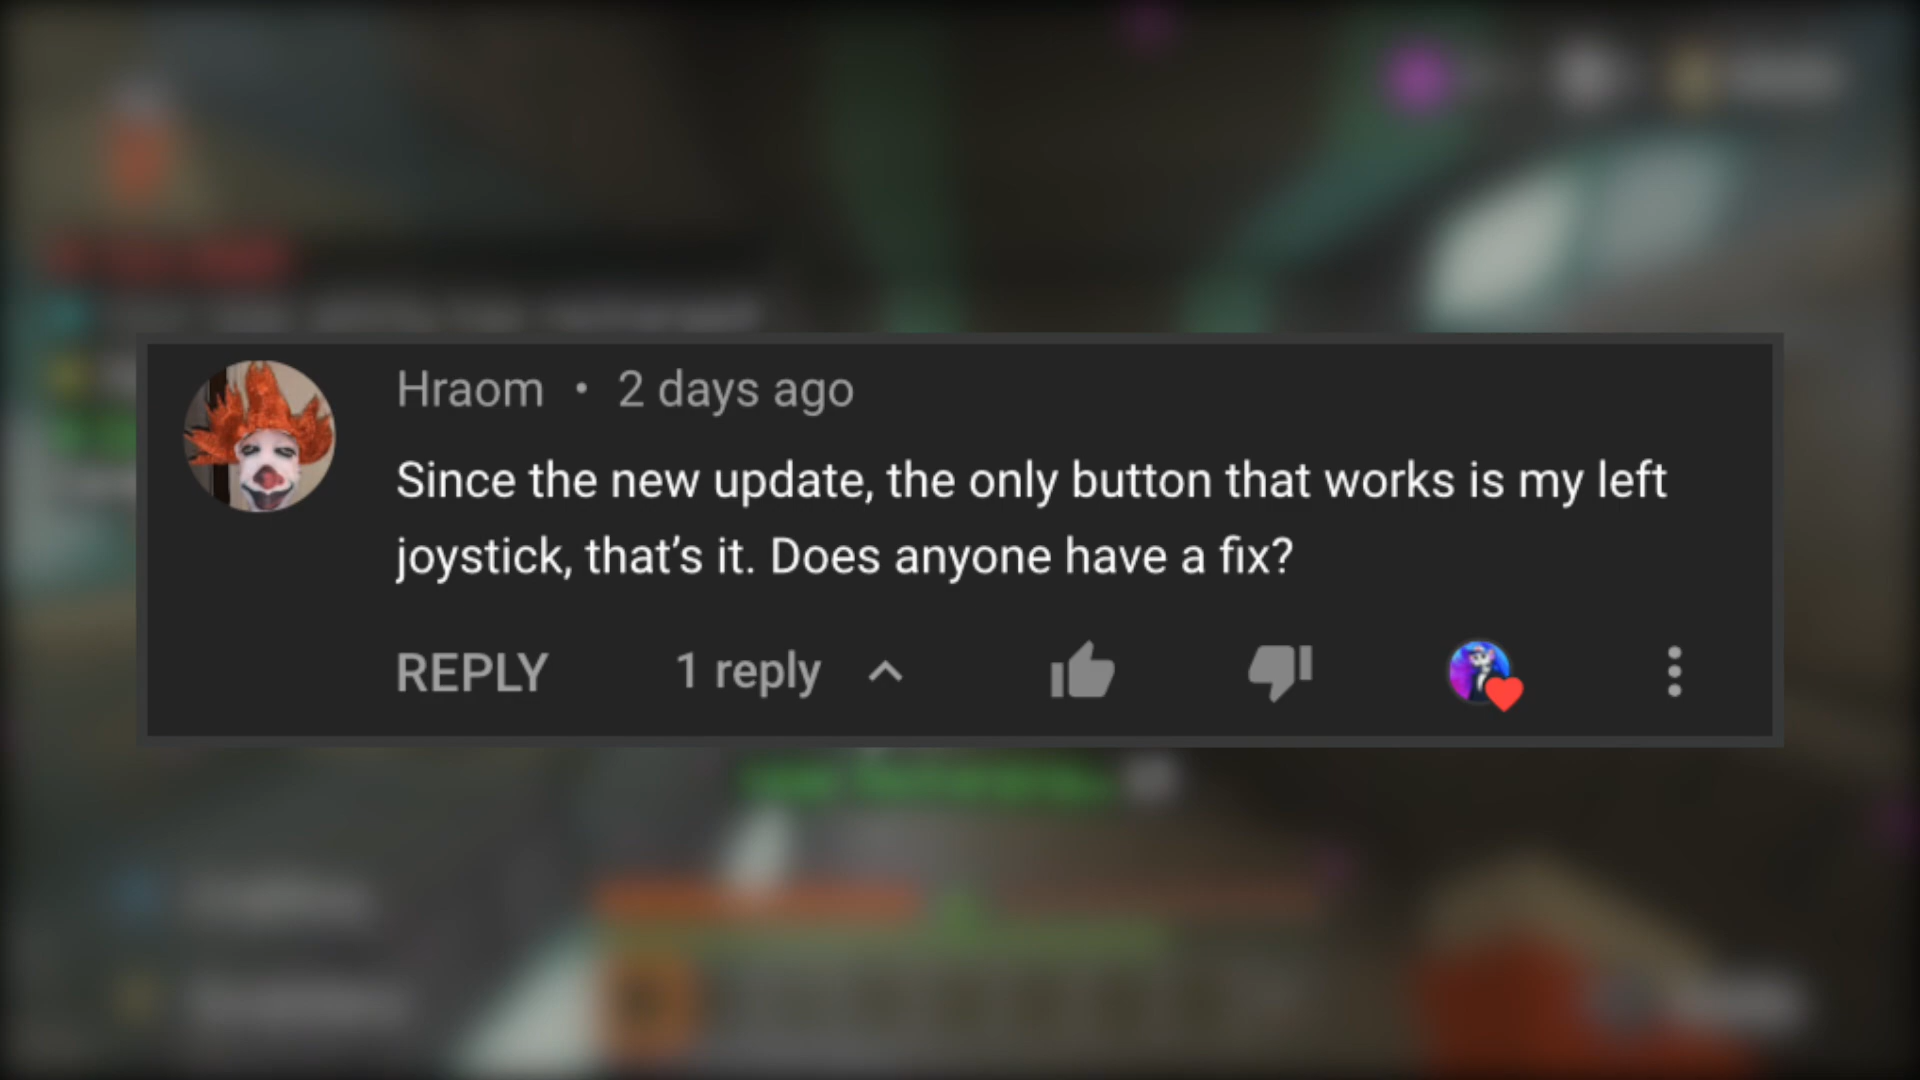 Hraom • 2 days ago
Since the new update, the only button that works is my left
joystick, that’s it. Does anyone have a fix?
REPLY 1 reply